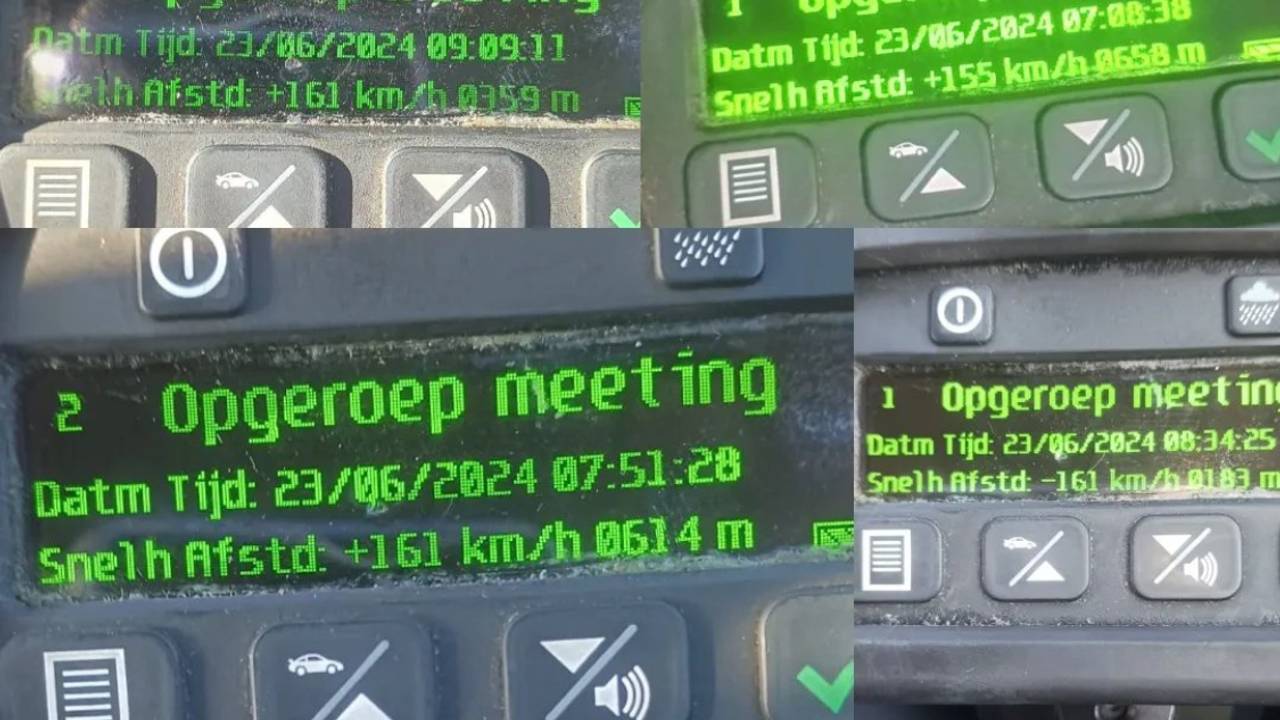 Datm Tijd: 23/06/2024 09:09:11
Snelh Afstd: +161 km/h 0359 m
1
Datm Tijd: 23/06/2024 07:08:38
Snelh Afstd: +155 km/h 0658 m
2 Opgeroep meeting
Datm Tijd: 23/06/2024 07:51:28
Snelh Afstd: +161 km/h 0614 m
1 Opgeroep meeting
Datm Tijd: 23/06/2024 08:34:25
Snelh Afstd: -161 km/h 0183 m